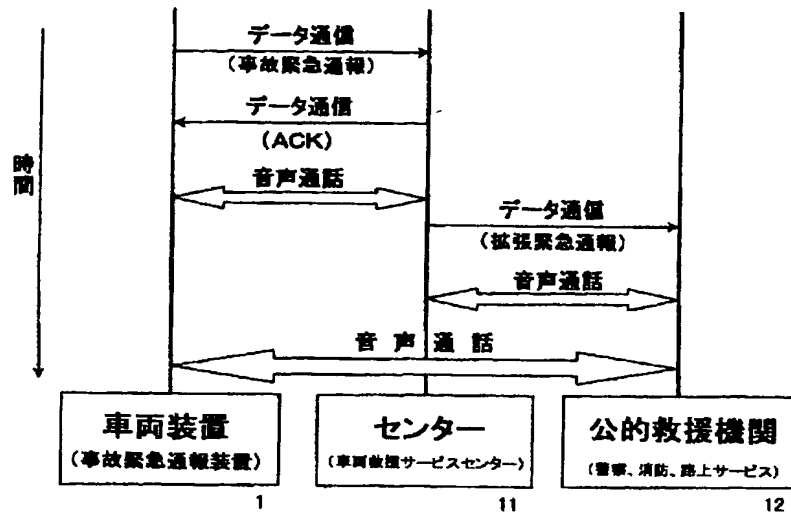 データ通信
(事故緊急通報)
データ通信
(ACK)
時間
音声通話
データ通信
(拡張緊急通報)
音声通話
音声通話
車両装置
(事故緊急通報装置)
センター
(車両救援サービスセンター)
公的救援機関
(警察、消防、路上サービス)
1
11
12